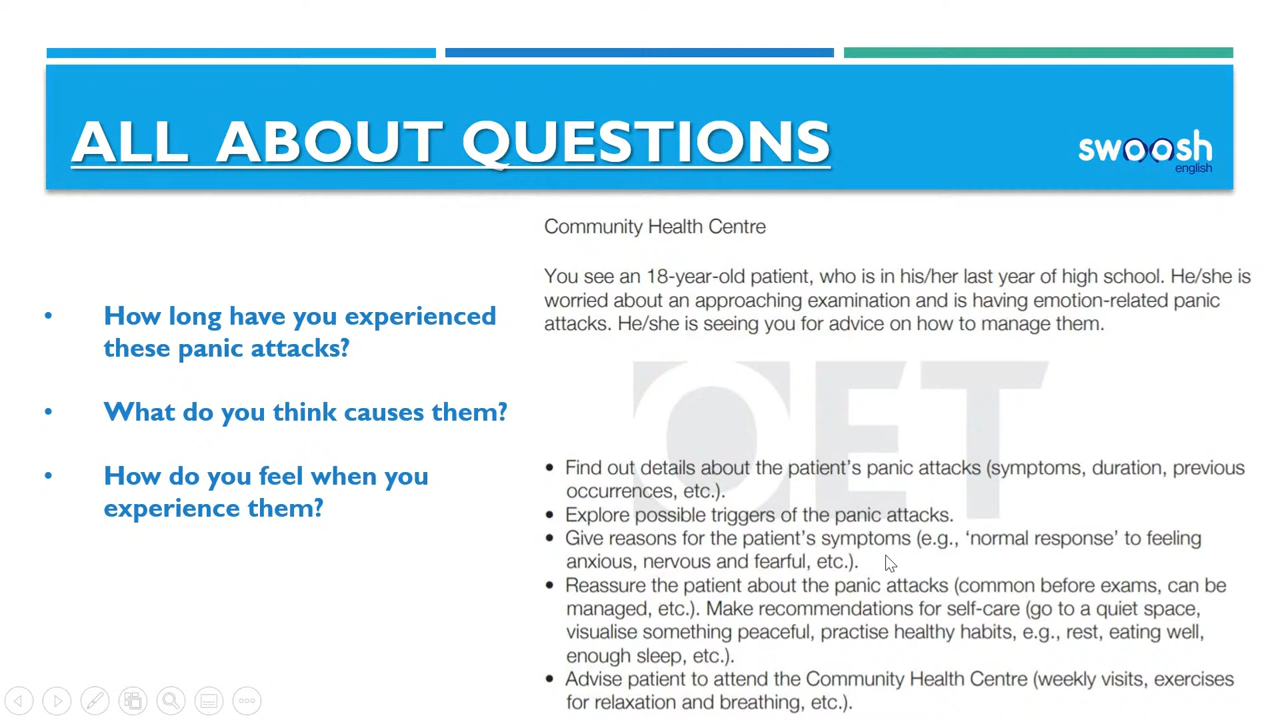 ALL ABOUT QUESTIONS
swoosh
english
• How long have you experienced
these panic attacks?
• What do you think causes them?
• How do you feel when you
experience them?
Community Health Centre
You see an 18-year-old patient, who is in his/her last year of high school. He/she is
worried about an approaching examination and is having emotion-related panic
attacks. He/she is seeing you for advice on how to manage them.
OET
• Find out details about the patient's panic attacks (symptoms, duration, previous
occurrences, etc.).
• Explore possible triggers of the panic attacks.
• Give reasons for the patient's symptoms (e.g., 'normal response' to feeling
anxious, nervous and fearful, etc.).
• Reassure the patient about the panic attacks (common before exams, can be
managed, etc.). Make recommendations for self-care (go to a quiet space,
visualise something peaceful, practise healthy habits, e.g., rest, eating well,
enough sleep, etc.).
• Advise patient to attend the Community Health Centre (weekly visits, exercises
for relaxation and breathing, etc.).